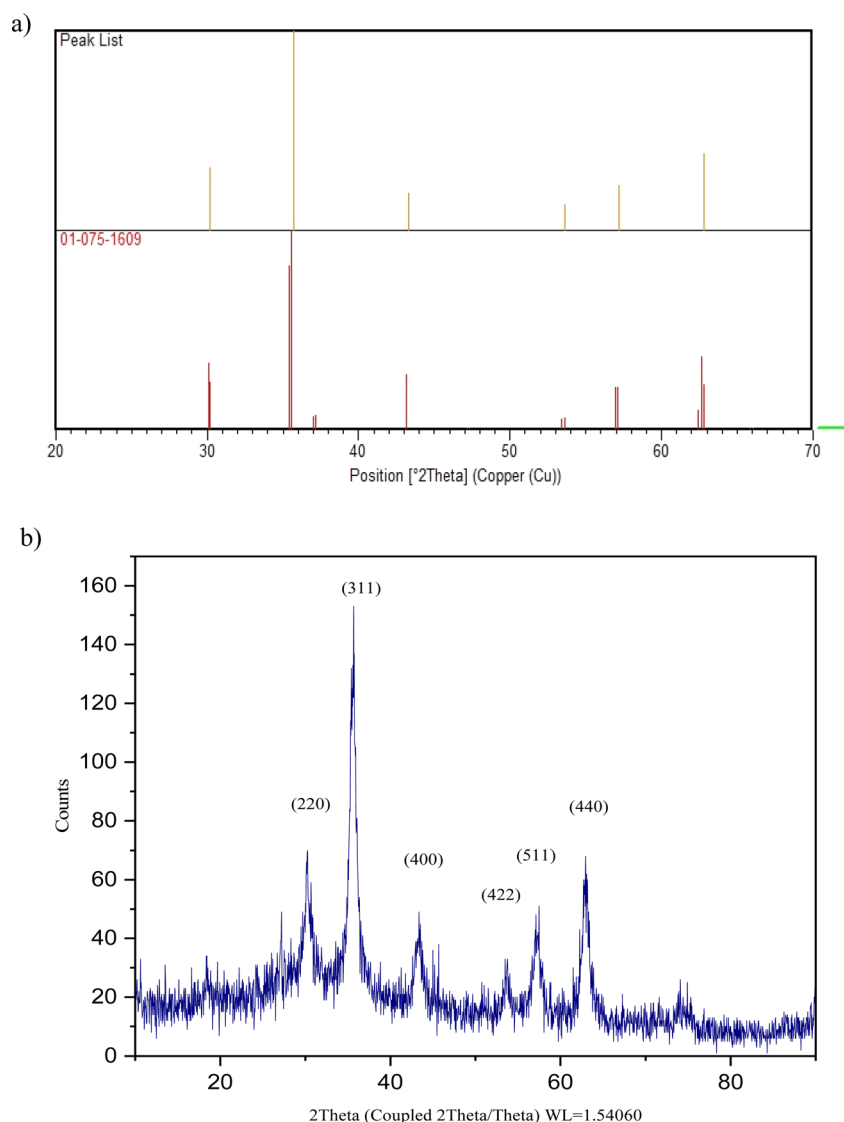 a)
Peak List
01-075-1609
20 30 40 50 60 70
Position [°2Theta] (Copper (Cu))
b)
160
140
120
100
80
60
40
20
0
Counts
(311)
(220)
(440)
(400)
(511)
(422)
20 40 60 80
2Theta (Coupled 2Theta/Theta) WL=1.54060